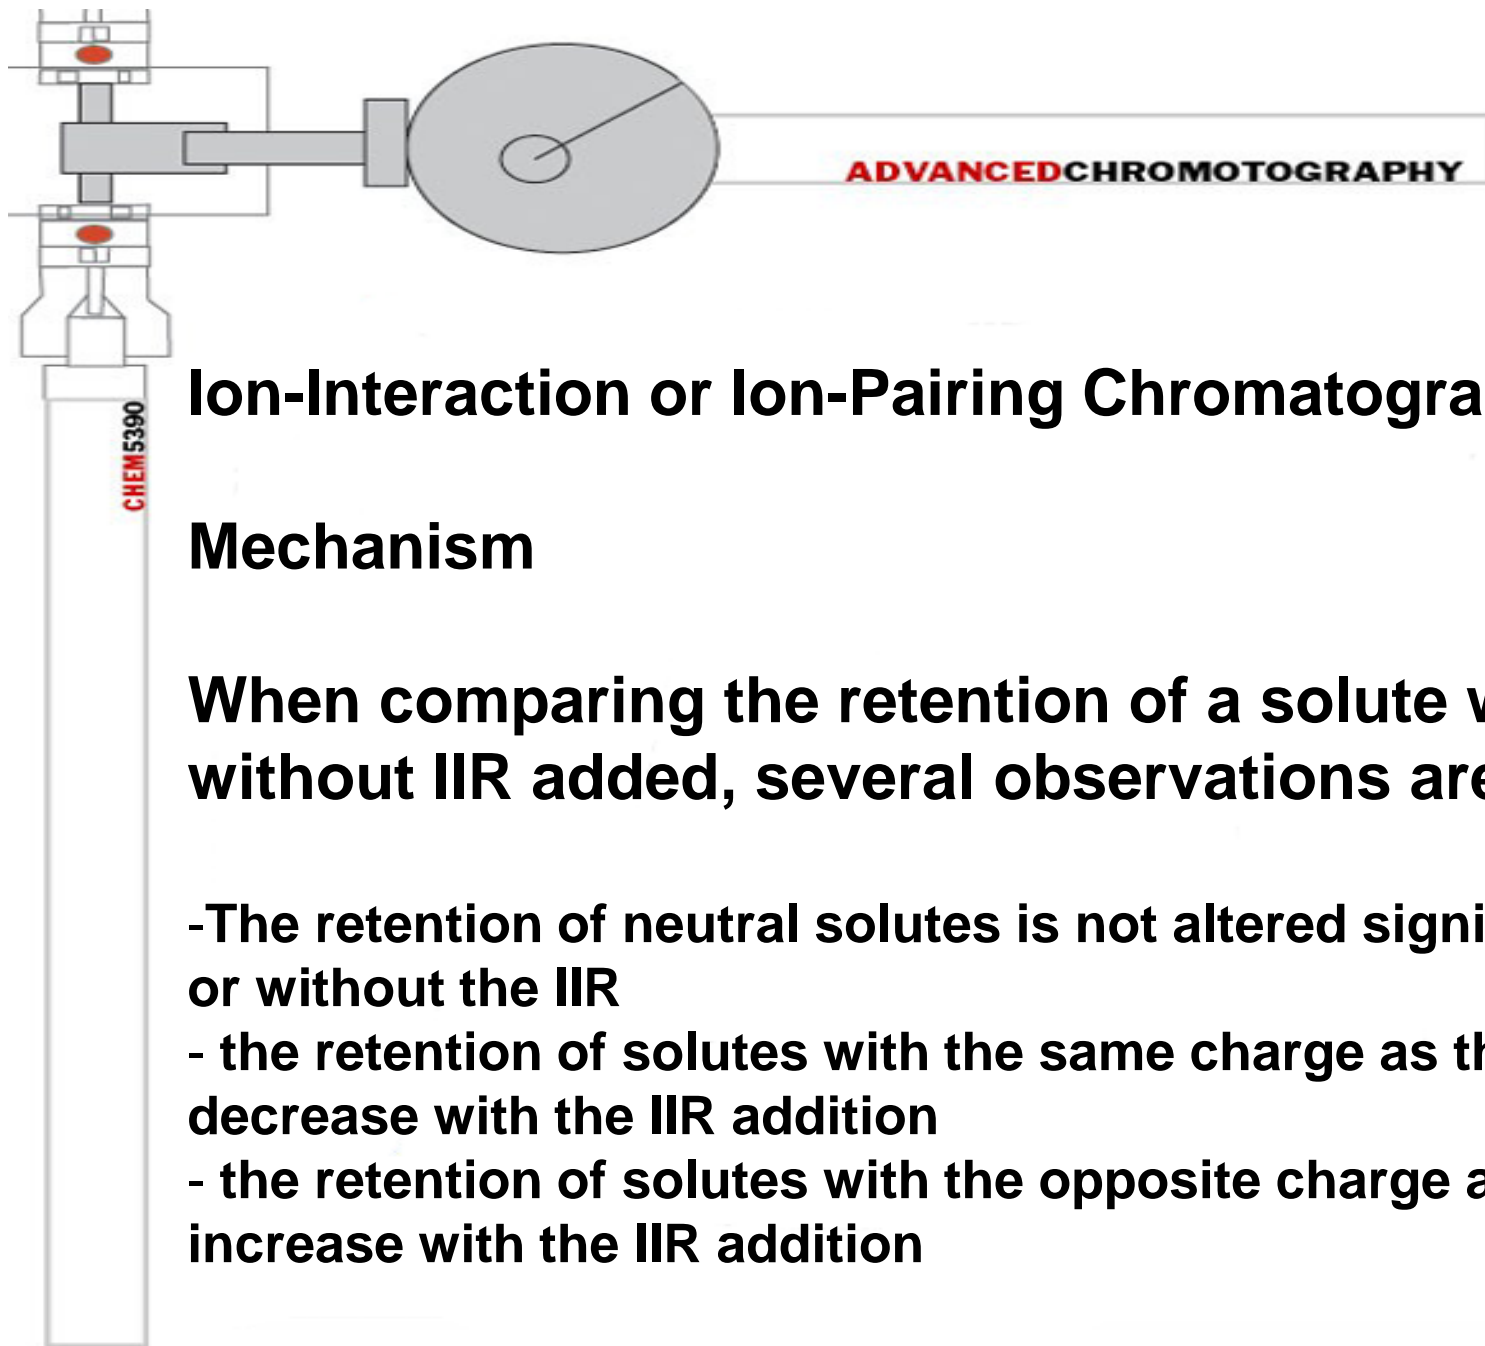 ADVANCEDCHROMOTOGRAPHY
CHEM5390
Ion-Interaction or Ion-Pairing Chromatogra
Mechanism
When comparing the retention of a solute w
without IIR added, several observations are
-The retention of neutral solutes is not altered signi
or without the IIR
- the retention of solutes with the same charge as th
decrease with the IIR addition
- the retention of solutes with the opposite charge a
increase with the IIR addition